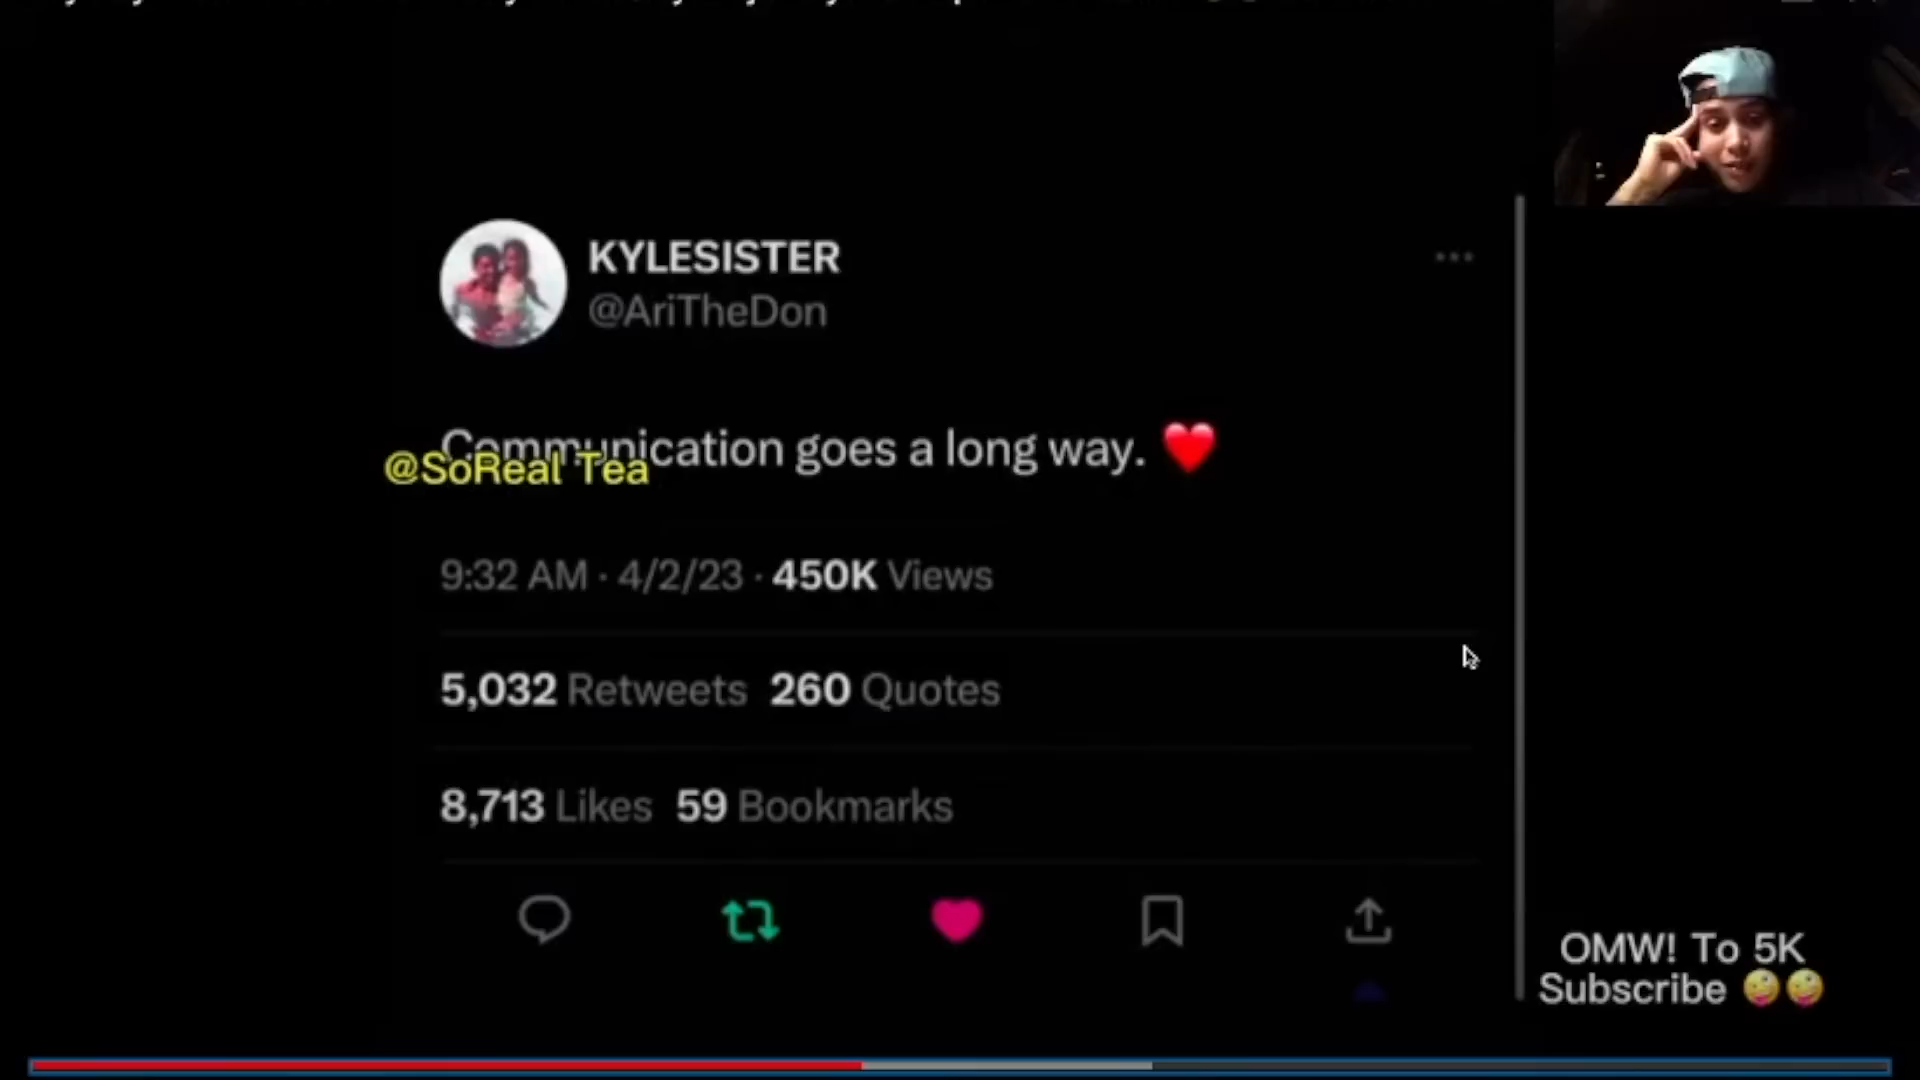 KYLESISTER
@AriTheDon
Communication goes a long way. ❤️
@SoReal Tea
9:32 AM · 4/2/23 · 450K Views
5,032 Retweets 260 Quotes
8,713 Likes 59 Bookmarks
OMW! To 5K
Subscribe 🤪🤪